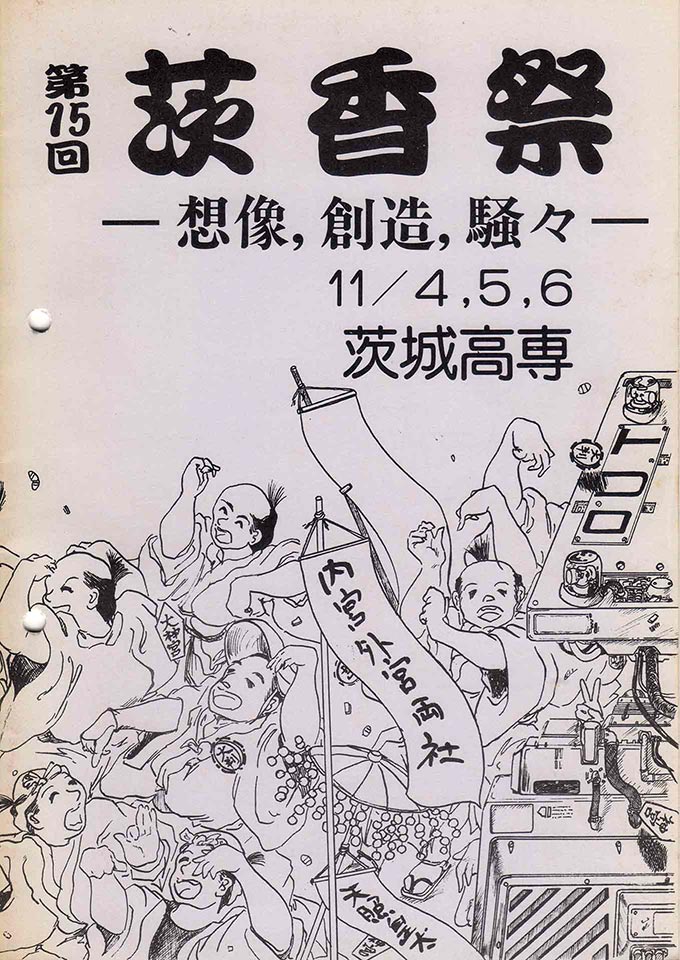 第15回
茨香祭
―想像,創造,騒々―
11/4,5,6
茨城高専
トロロ
内宮外宮両社
大神宮